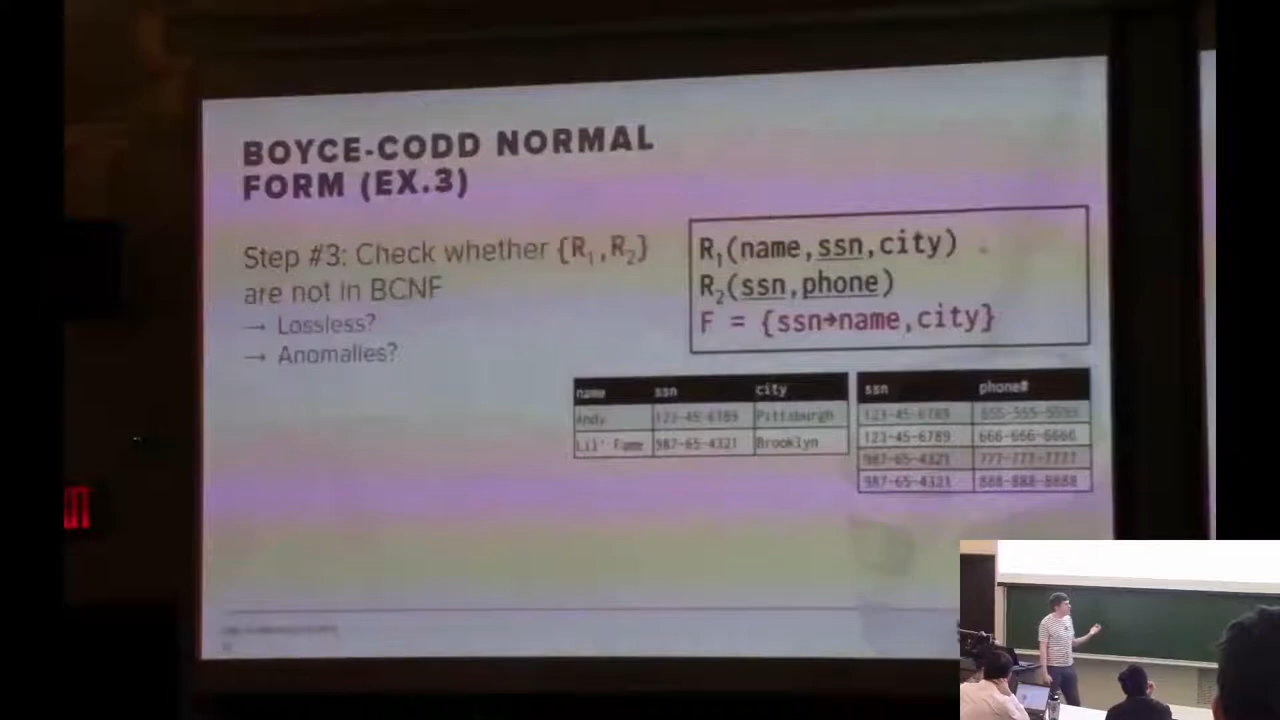 BOYCE-CODD NORMAL
FORM (EX.3)
Step #3: Check whether {R1,R2}
are not in BCNF
→ Lossless?
→ Anomalies?
R1(name,ssn,city)
R2(ssn,phone)
F = {ssn→name,city}
name ssn city
Andy 123-45-6789 Pittsburgh
Lil' Fame 987-65-4321 Brooklyn
ssn phone#
123-45-6789 555-555-5555
123-45-6789 666-666-6666
987-65-4321 777-777-7777
987-65-4321 888-888-8888